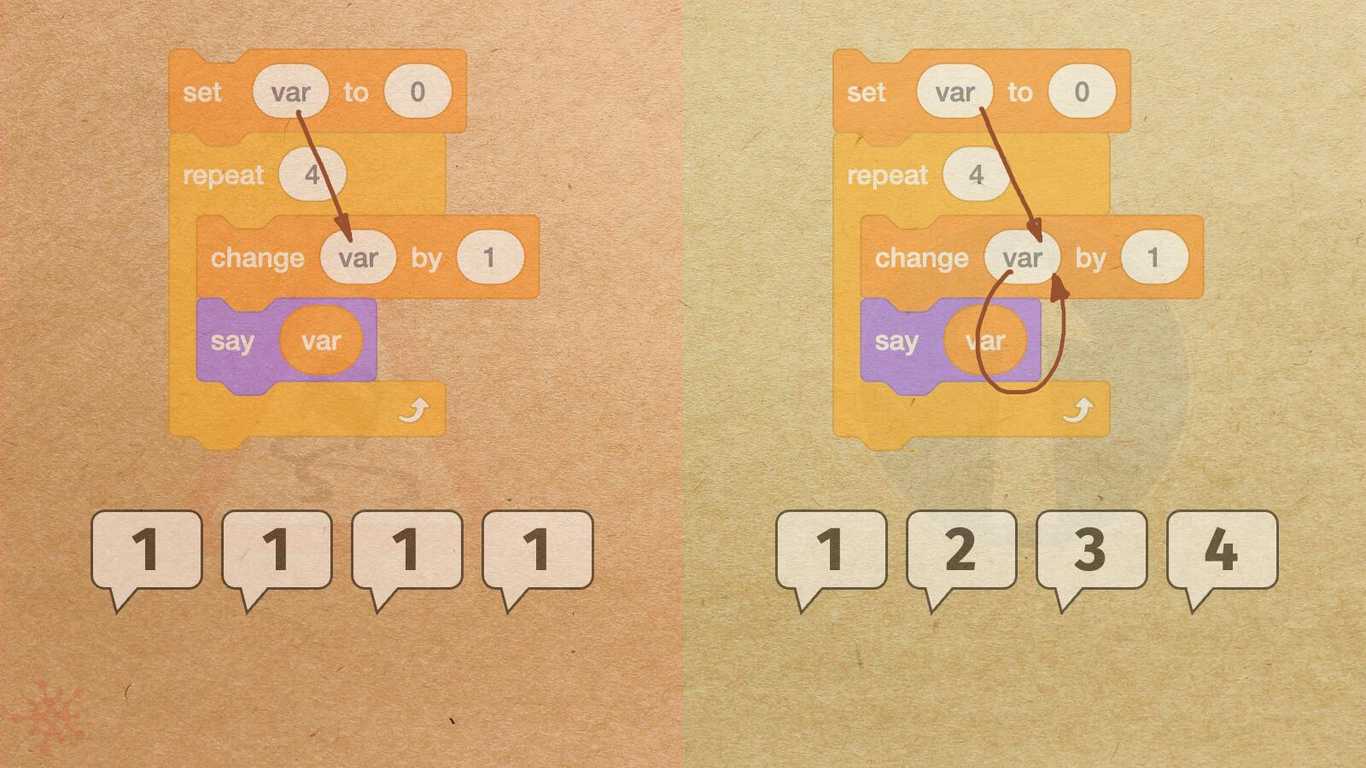 set var to 0
repeat 4
change var by 1
say var
1 1 1 1
set var to 0
repeat 4
change var by 1
say var
1 2 3 4